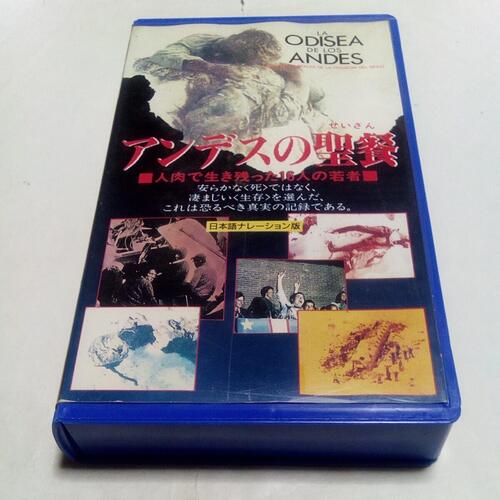 LA
ODISEA
DE LOS
ANDES
せいさん
アンデスの聖餐
■人肉で生き残った16人の若者■
安らかな〈死〉ではなく、
凄まじい〈生存〉を選んだ、
これは恐るべき真実の記録である。
日本語ナレーション版